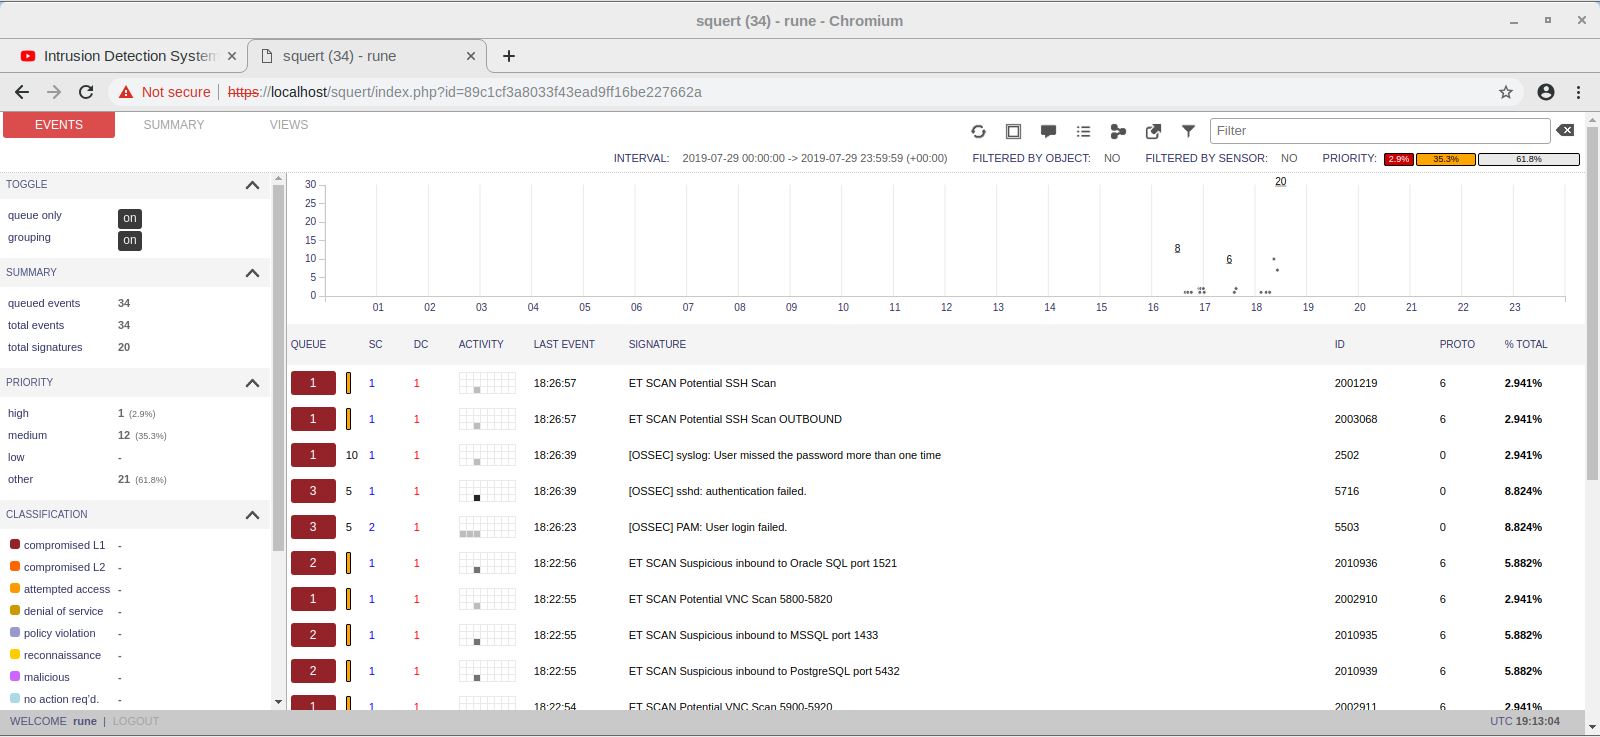 squert (34) - rune - Chromium
Intrusion Detection System
squert (34) - rune
Not secure | https://localhost/squert/index.php?id=89c1cf3a8033f43ead9ff16be227662a
EVENTS SUMMARY VIEWS
Filter
INTERVAL: 2019-07-29 00:00:00 -> 2019-07-29 23:59:59 (+00:00) FILTERED BY OBJECT: NO FILTERED BY SENSOR: NO PRIORITY: 2.9% 35.3% 61.8%
TOGGLE
queue only on
grouping on
SUMMARY
queued events 34
total events 34
total signatures 20
PRIORITY
high 1 (2.9%)
medium 12 (35.3%)
low -
other 21 (61.8%)
CLASSIFICATION
compromised L1 -
compromised L2 -
attempted access -
denial of service -
policy violation -
reconnaissance -
malicious -
no action req'd. -
30
25
20
15
10
5
0
8
6
20
01 02 03 04 05 06 07 08 09 10 11 12 13 14 15 16 17 18 19 20 21 22 23
QUEUE SC DC ACTIVITY LAST EVENT SIGNATURE ID PROTO % TOTAL
1 1 1 18:26:57 ET SCAN Potential SSH Scan 2001219 6 2.941%
1 1 1 18:26:57 ET SCAN Potential SSH Scan OUTBOUND 2003068 6 2.941%
1 10 1 1 18:26:39 [OSSEC] syslog: User missed the password more than one time 2502 0 2.941%
3 5 1 1 18:26:39 [OSSEC] sshd: authentication failed. 5716 0 8.824%
3 5 2 1 18:26:23 [OSSEC] PAM: User login failed. 5503 0 8.824%
2 1 1 18:22:56 ET SCAN Suspicious inbound to Oracle SQL port 1521 2010936 6 5.882%
1 1 1 18:22:55 ET SCAN Potential VNC Scan 5800-5820 2002910 6 2.941%
2 1 1 18:22:55 ET SCAN Suspicious inbound to MSSQL port 1433 2010935 6 5.882%
2 1 1 18:22:55 ET SCAN Suspicious inbound to PostgreSQL port 5432 2010939 6 5.882%
1 1 1 18:22:54 ET SCAN Potential VNC Scan 5900-5920 2002911 6 2.941%
WELCOME rune | LOGOUT
UTC 19:13:04